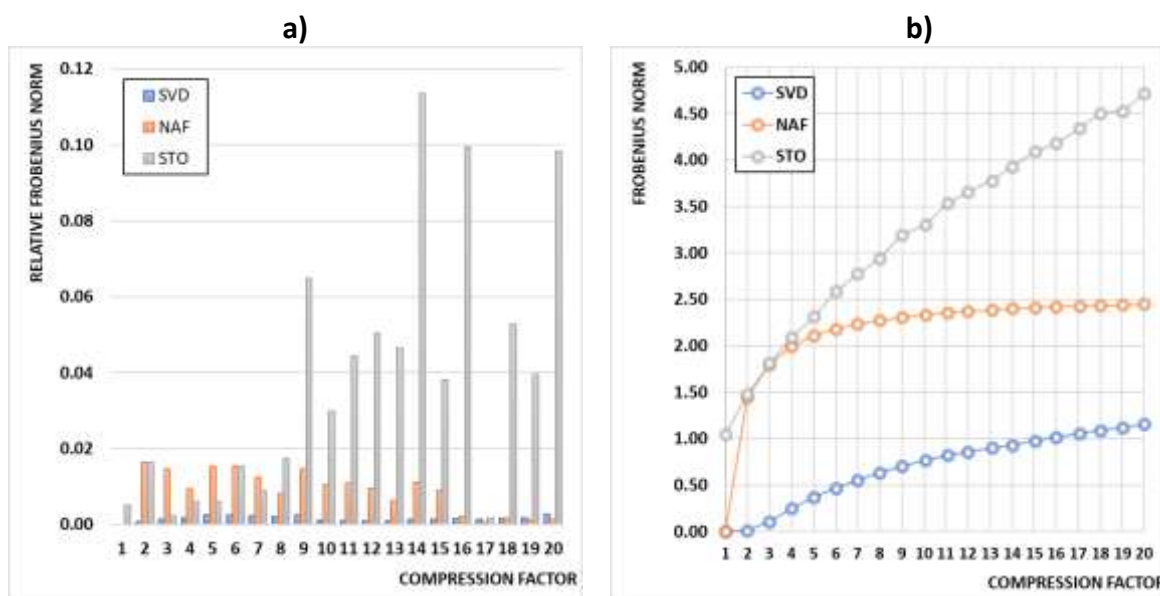 a)
RELATIVE FROBENIUS NORM
0.12
0.10
0.08
0.06
0.04
0.02
0.00
SVD
NAF
STO
1 2 3 4 5 6 7 8 9 10 11 12 13 14 15 16 17 18 19 20
COMPRESSION FACTOR
b)
FROBENIUS NORM
5.00
4.50
4.00
3.50
3.00
2.50
2.00
1.50
1.00
0.50
0.00
SVD
NAF
STO
1 2 3 4 5 6 7 8 9 10 11 12 13 14 15 16 17 18 19 20
COMPRESSION FACTOR